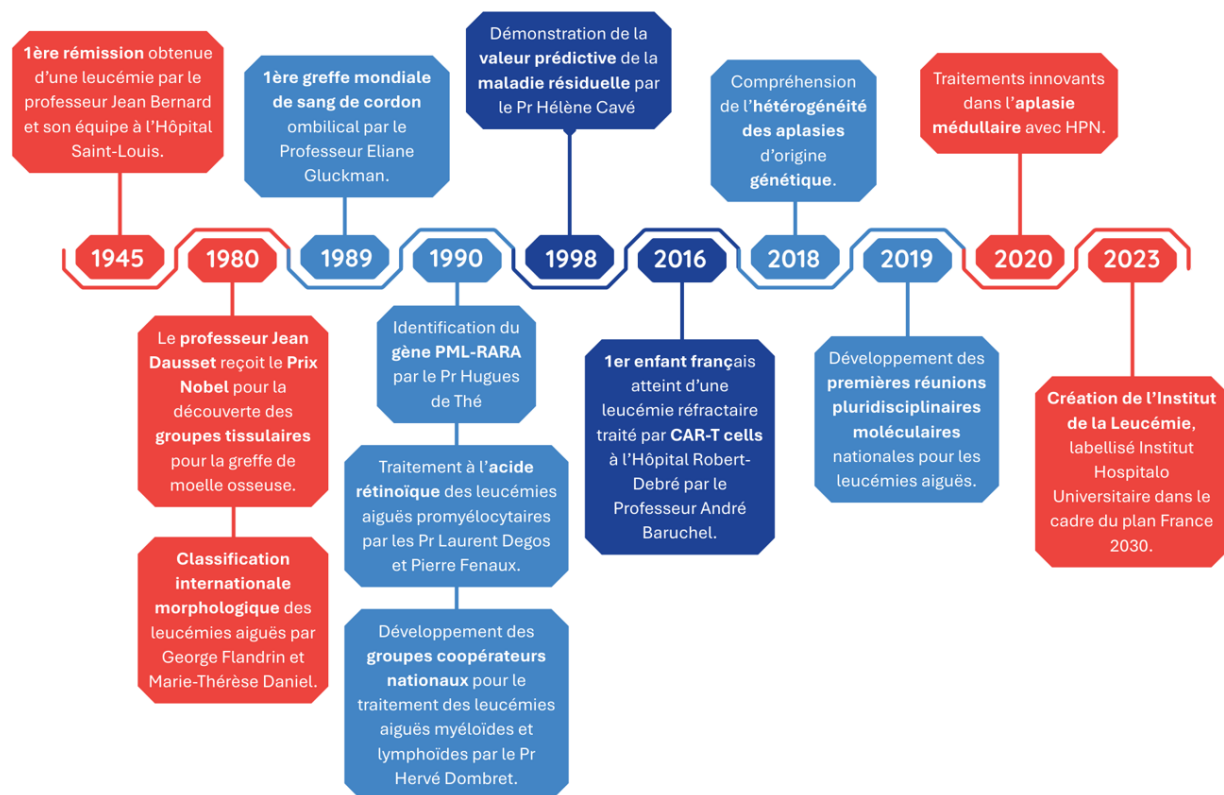 1ère rémission obtenue
d'une leucémie par le
professeur Jean Bernard
et son équipe à l'Hôpital
Saint-Louis.
1945
1980
Le professeur Jean
Dausset reçoit le Prix
Nobel pour la
découverte des
groupes tissulaires
pour la greffe de
moelle osseuse.
Classification
internationale
morphologique des
leucémies aiguës par
George Flandrin et
Marie-Thérèse Daniel.
1ère greffe mondiale
de sang de cordon
ombilical par le
Professeur Eliane
Gluckman.
1989
1990
Identification du
gène PML-RARA
par le Pr Hugues
de Thé
Traitement à l'acide
rétinoïque des leucémies
aiguës promyélocytaires
par les Pr Laurent Degos
et Pierre Fenaux.
Développement des
groupes coopérateurs
nationaux pour le
traitement des leucémies
aiguës myéloïdes et
lymphoïdes par le Pr
Hervé Dombret.
Démonstration de la
valeur prédictive de la
maladie résiduelle par
le Pr Hélène Cavé
1998
2016
1er enfant français
atteint d'une
leucémie réfractaire
traité par CAR-T cells
à l'Hôpital Robert-
Debré par le
Professeur André
Baruchel.
Compréhension
de l'hétérogénéité
des aplasies
d'origine
génétique.
2018
2019
Développement des
premières réunions
pluridisciplinaires
moléculaires
nationales pour les
leucémies aiguës.
Traitements innovants
dans l'aplasie
médullaire avec HPN.
2020
2023
Création de l'Institut
de la Leucémie,
labellisé Institut
Hospitalo
Universitaire dans le
cadre du plan France
2030.